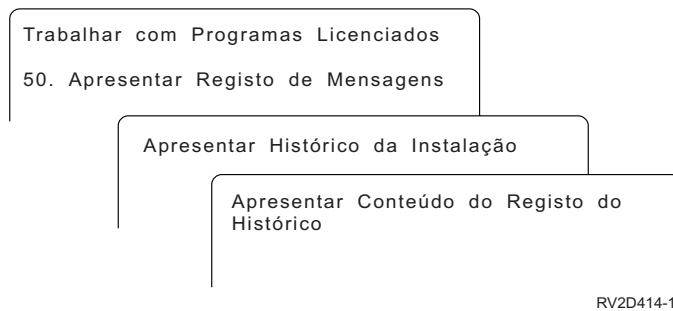 Trabalhar com Programas Licenciados
50. Apresentar Registo de Mensagens
Apresentar Histórico da Instalação
Apresentar Conteúdo do Registo do
Histórico
RV2D414-1